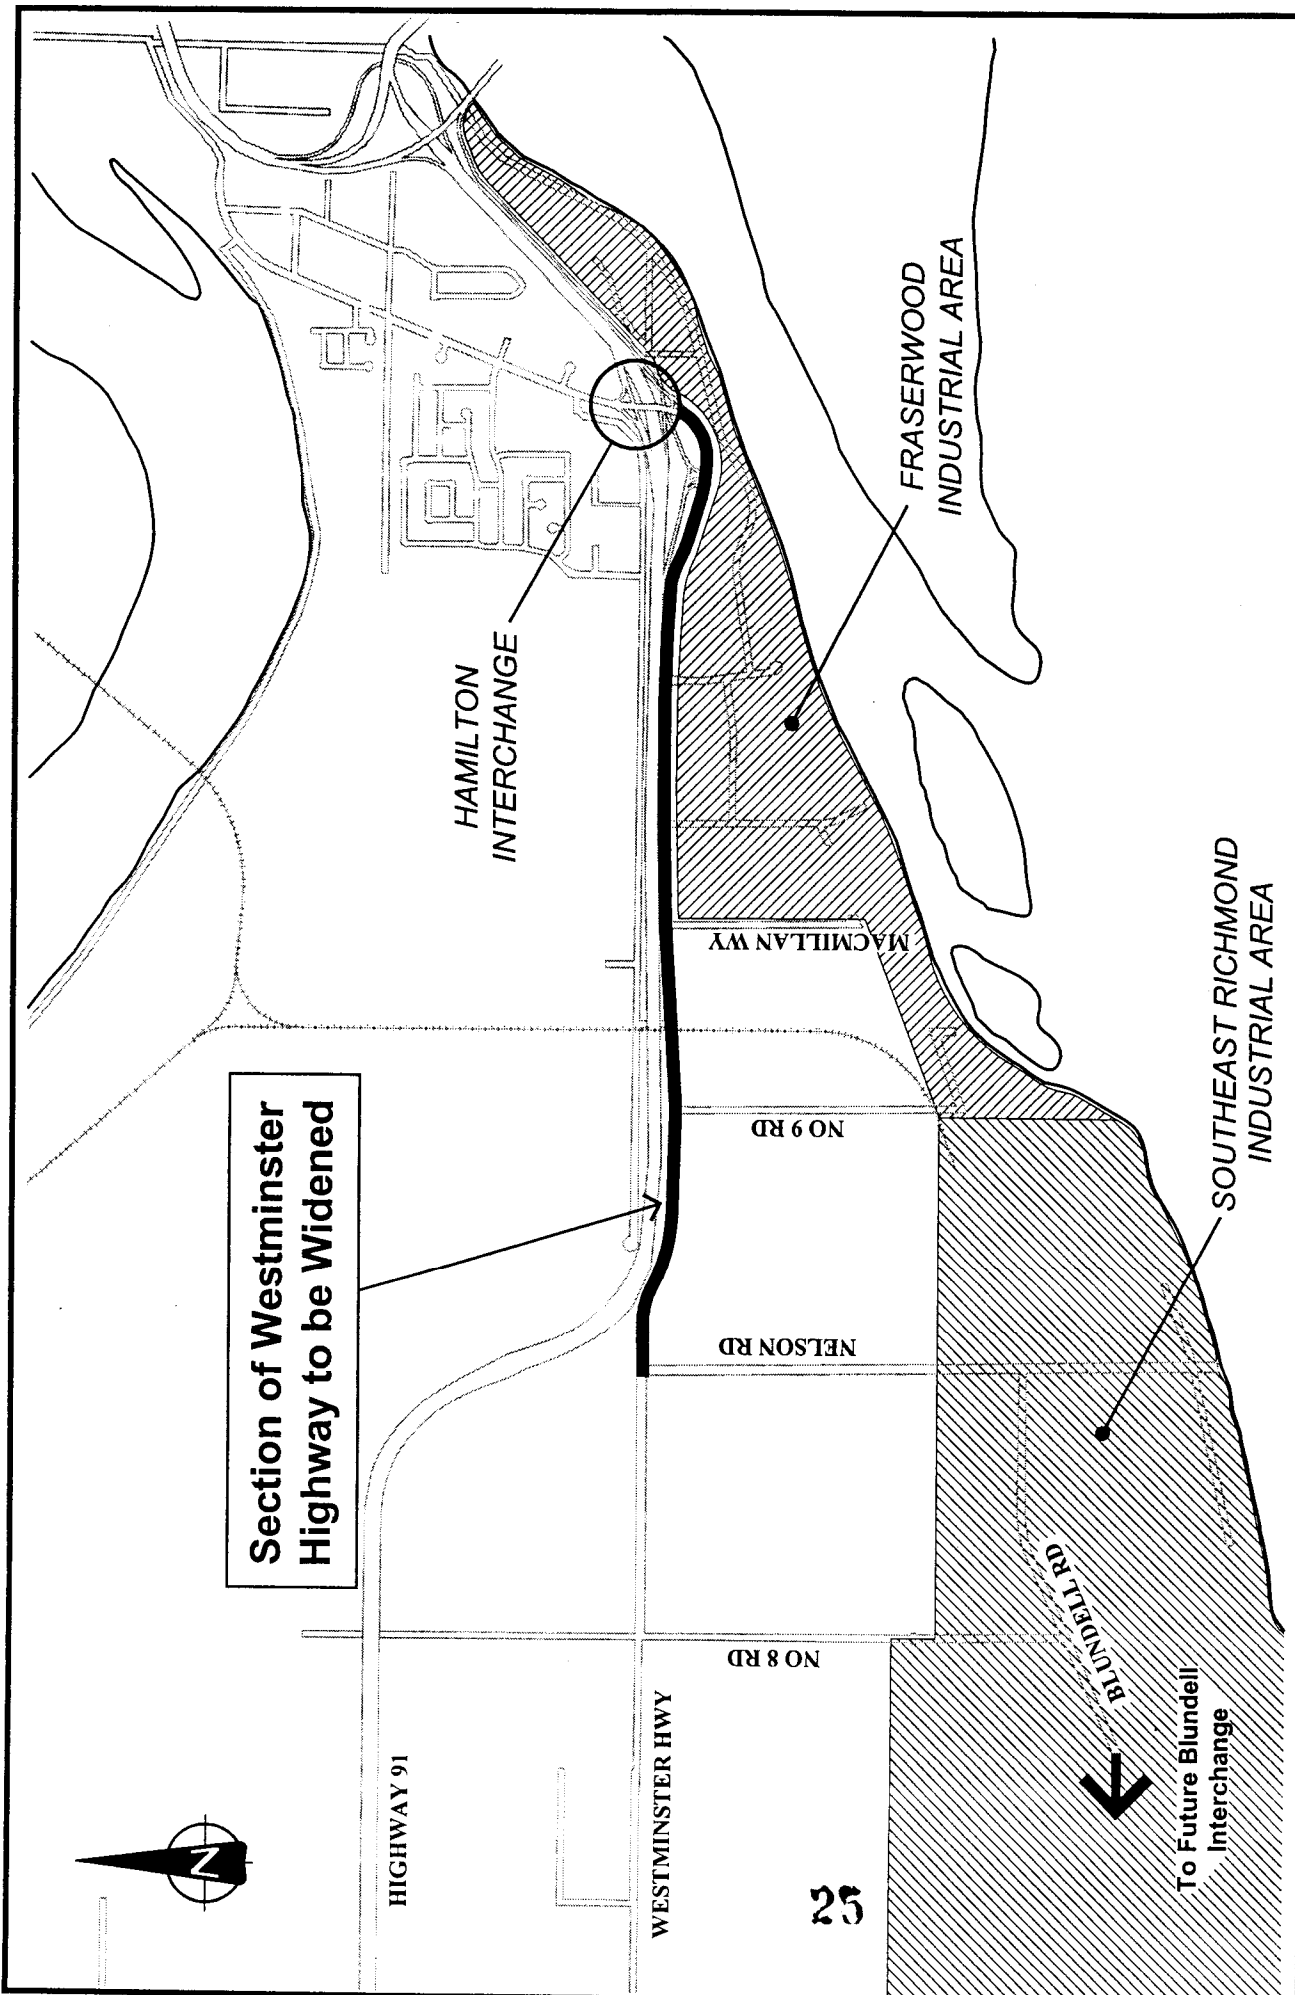 Section of Westminster
Highway to be Widened
HAMILTON
INTERCHANGE
FRASERWOOD
INDUSTRIAL AREA
SOUTHEAST RICHMOND
INDUSTRIAL AREA
MACMILLAN WY
NO 9 RD
NELSON RD
NO 8 RD
HIGHWAY 91
WESTMINSTER HWY
BLUNDELL RD
To Future Blundell
Interchange
N
25